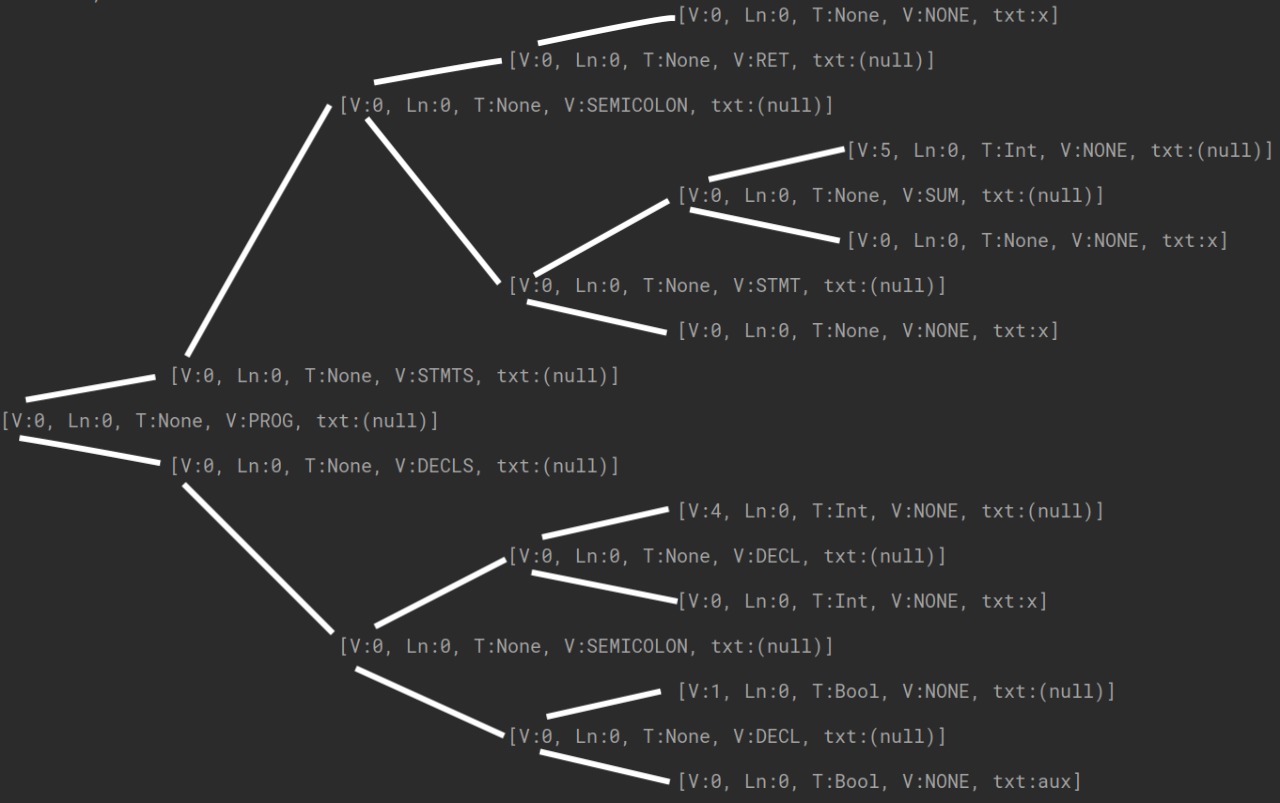 [V:0, Ln:0, T:None, V:NONE, txt:x]
[V:0, Ln:0, T:None, V:RET, txt:(null)]
[V:0, Ln:0, T:None, V:SEMICOLON, txt:(null)]
[V:5, Ln:0, T:Int, V:NONE, txt:(null)]
[V:0, Ln:0, T:None, V:SUM, txt:(null)]
[V:0, Ln:0, T:None, V:NONE, txt:x]
[V:0, Ln:0, T:None, V:STMT, txt:(null)]
[V:0, Ln:0, T:None, V:NONE, txt:x]
[V:0, Ln:0, T:None, V:STMTS, txt:(null)]
[V:0, Ln:0, T:None, V:PROG, txt:(null)]
[V:0, Ln:0, T:None, V:DECLS, txt:(null)]
[V:4, Ln:0, T:Int, V:NONE, txt:(null)]
[V:0, Ln:0, T:None, V:DECL, txt:(null)]
[V:0, Ln:0, T:Int, V:NONE, txt:x]
[V:0, Ln:0, T:None, V:SEMICOLON, txt:(null)]
[V:1, Ln:0, T:Bool, V:NONE, txt:(null)]
[V:0, Ln:0, T:None, V:DECL, txt:(null)]
[V:0, Ln:0, T:Bool, V:NONE, txt:aux]